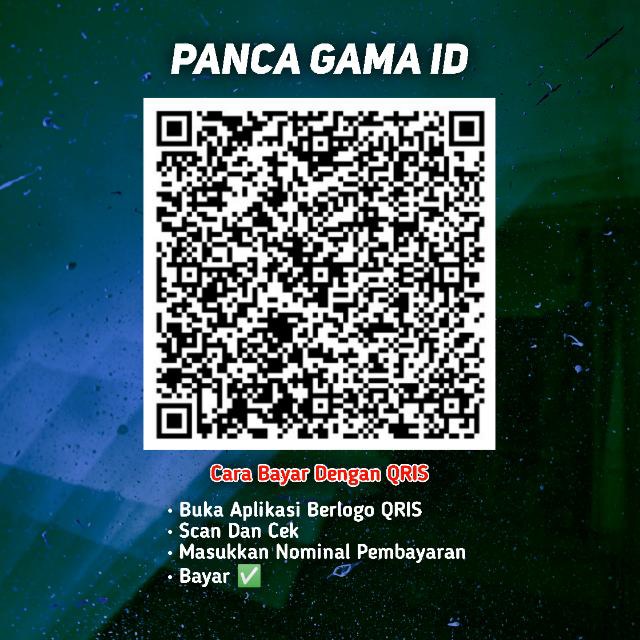 PANCA GAMA ID
Cara Bayar Dengan QRIS
• Buka Aplikasi Berlogo QRIS
• Scan Dan Cek
• Masukkan Nominal Pembayaran
• Bayar ✅